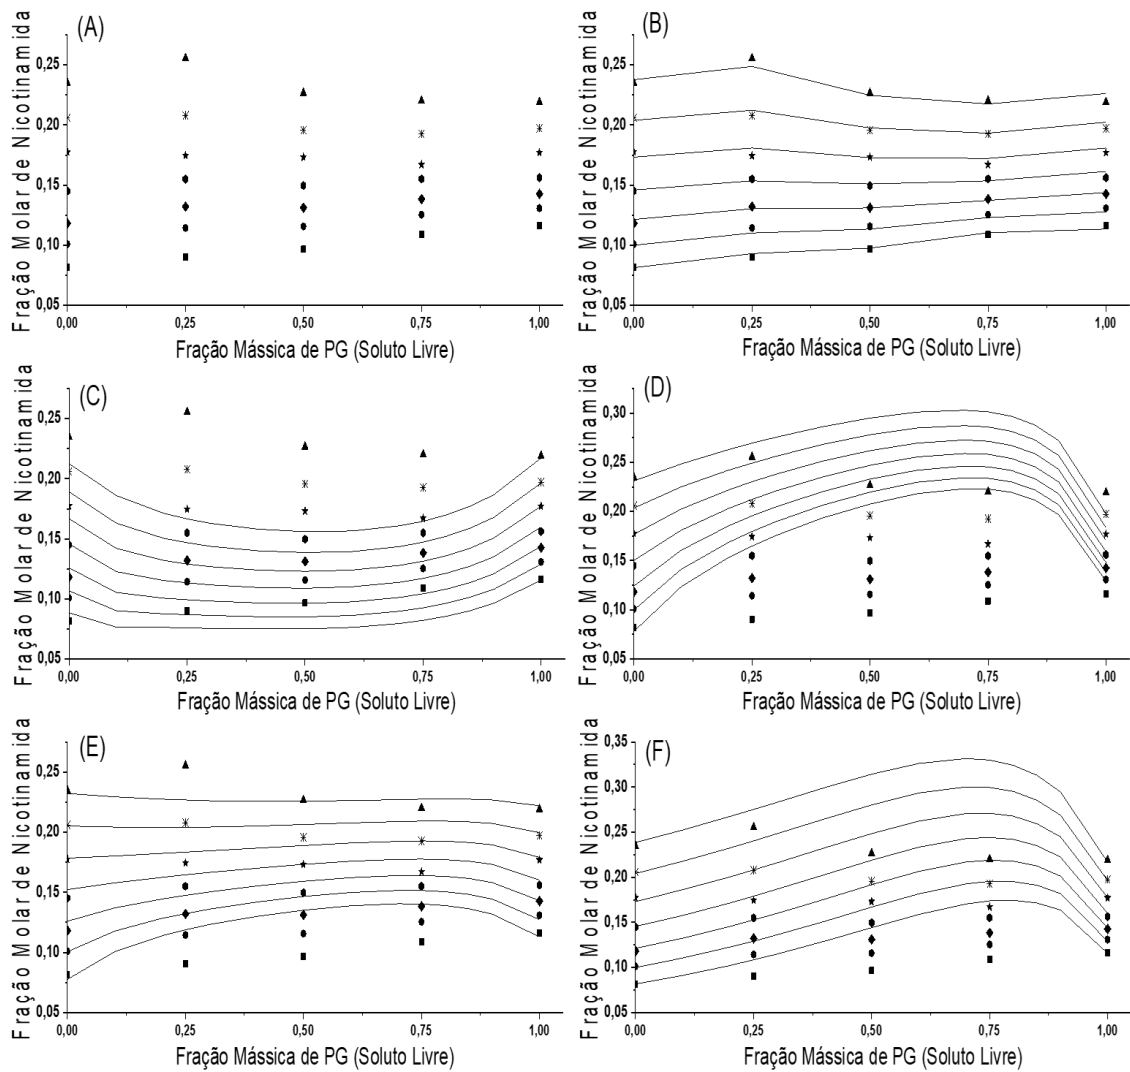 (A)
Fração Molar de Nicotinamida
0,25
0,20
0,15
0,10
0,05
0,00 0,25 0,50 0,75 1,00
Fração Mássica de PG (Soluto Livre)
(B)
Fração Molar de Nicotinamida
0,25
0,20
0,15
0,10
0,05
0,00 0,25 0,50 0,75 1,00
Fração Mássica de PG (Soluto Livre)
(C)
Fração Molar de Nicotinamida
0,25
0,20
0,15
0,10
0,05
0,00 0,25 0,50 0,75 1,00
Fração Mássica de PG (Soluto Livre)
(D)
Fração Molar de Nicotinamida
0,30
0,25
0,20
0,15
0,10
0,05
0,00 0,25 0,50 0,75 1,00
Fração Mássica de PG (Soluto Livre)
(E)
Fração Molar de Nicotinamida
0,25
0,20
0,15
0,10
0,05
0,00 0,25 0,50 0,75 1,00
Fração Mássica de PG (Soluto Livre)
(F)
Fração Molar de Nicotinamida
0,35
0,30
0,25
0,20
0,15
0,10
0,05
0,00 0,25 0,50 0,75 1,00
Fração Mássica de PG (Soluto Livre)